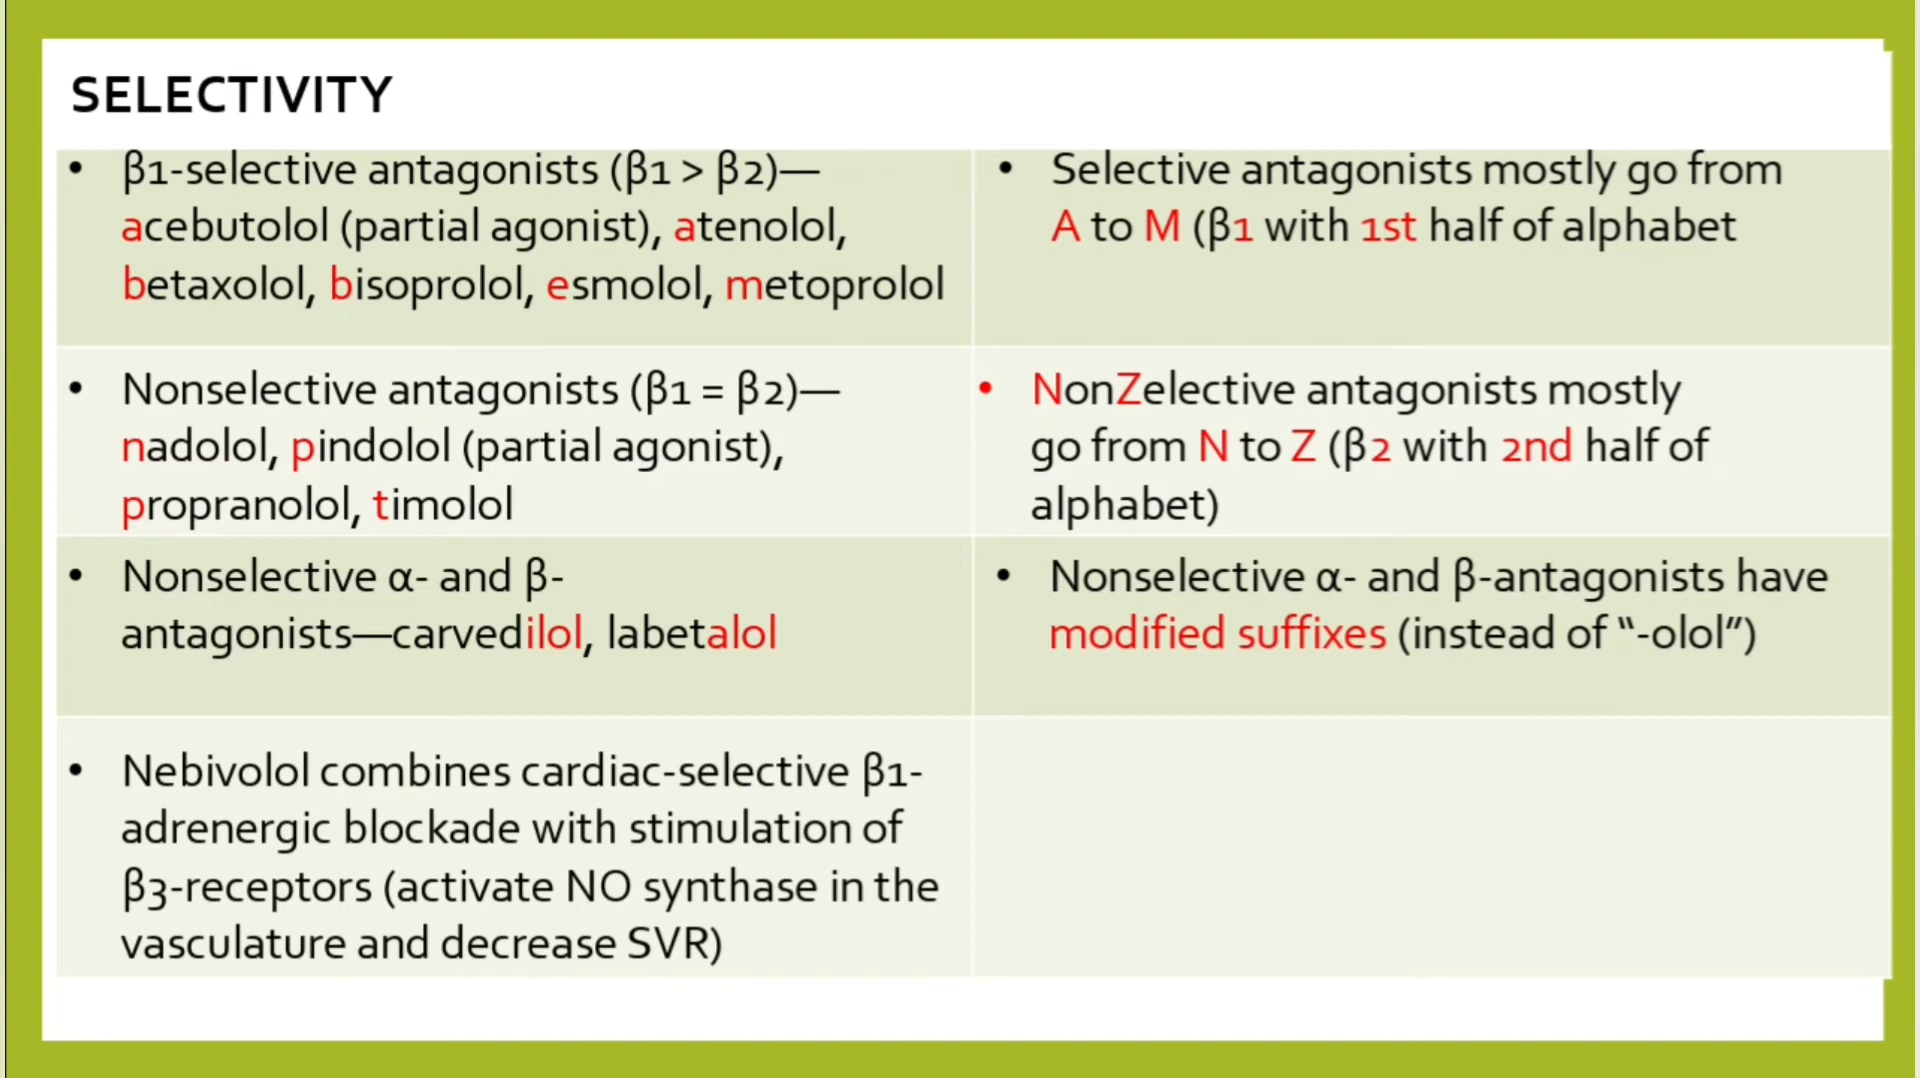 SELECTIVITY
• β1-selective antagonists (β1 > β2)—
acebutolol (partial agonist), atenolol,
betaxolol, bisoprolol, esmolol, metoprolol
• Selective antagonists mostly go from
A to M (β1 with 1st half of alphabet
• Nonselective antagonists (β1 = β2)—
nadolol, pindolol (partial agonist),
propranolol, timolol
• NonZelective antagonists mostly
go from N to Z (β2 with 2nd half of
alphabet)
• Nonselective α- and β-
antagonists—carvedilol, labetalol
• Nonselective α- and β-antagonists have
modified suffixes (instead of “-olol”)
• Nebivolol combines cardiac-selective β1-
adrenergic blockade with stimulation of
β3-receptors (activate NO synthase in the
vasculature and decrease SVR)